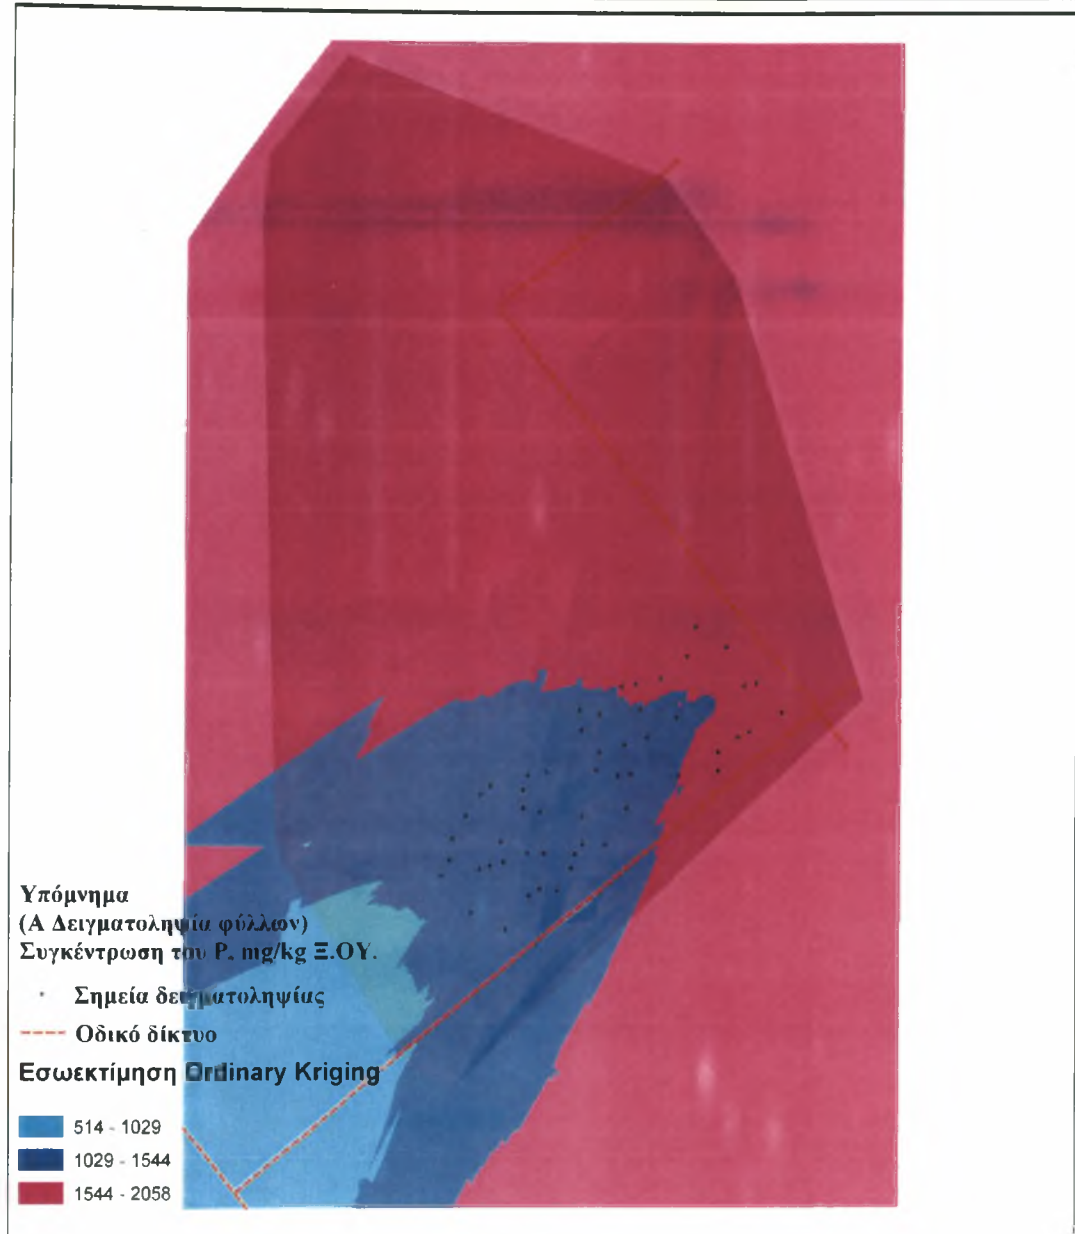 Υπόμνημα
(Α Δειγματοληψία φύλλων)
Συγκέντρωση του P, mg/kg Ξ.ΟΥ.
Σημεία δειγματοληψίας
Οδικό δίκτυο
Εσωεκτίμηση Ordinary Kriging
514 - 1029
1029 - 1544
1544 - 2058